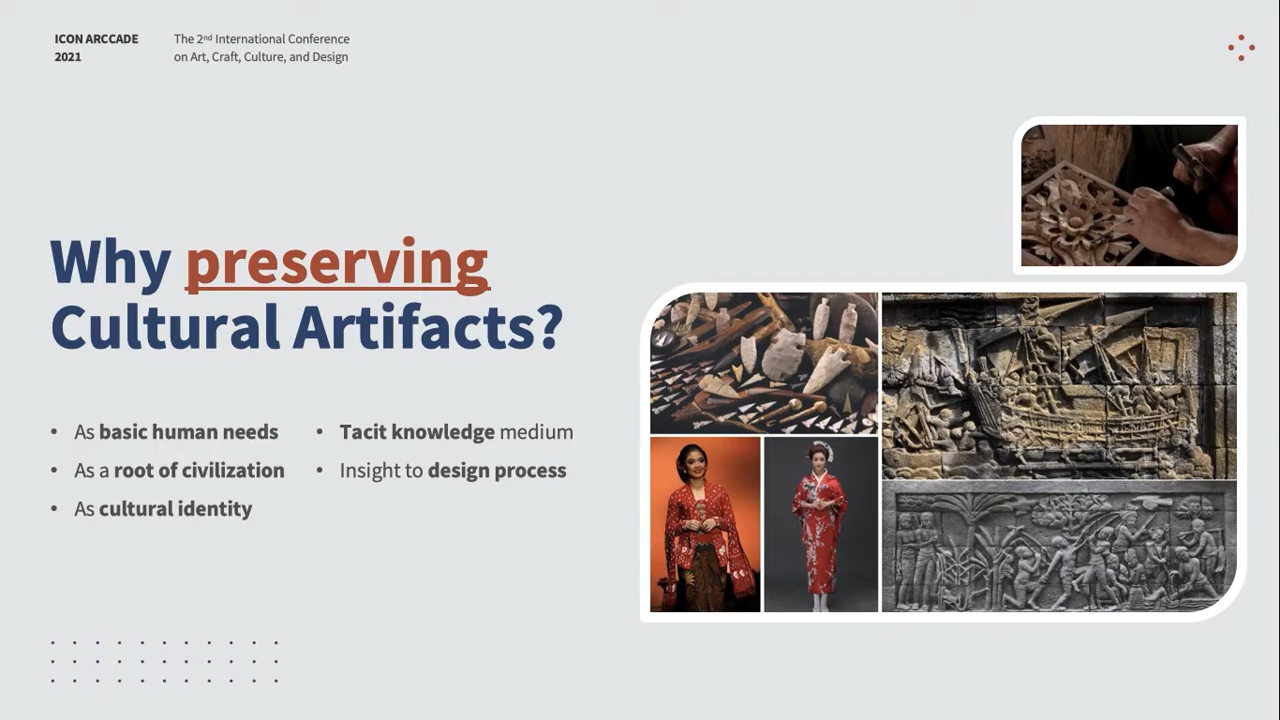 ICON ARCCADE
2021
The 2nd International Conference
on Art, Craft, Culture, and Design
Why preserving
Cultural Artifacts?
• As basic human needs
• As a root of civilization
• As cultural identity
• Tacit knowledge medium
• Insight to design process